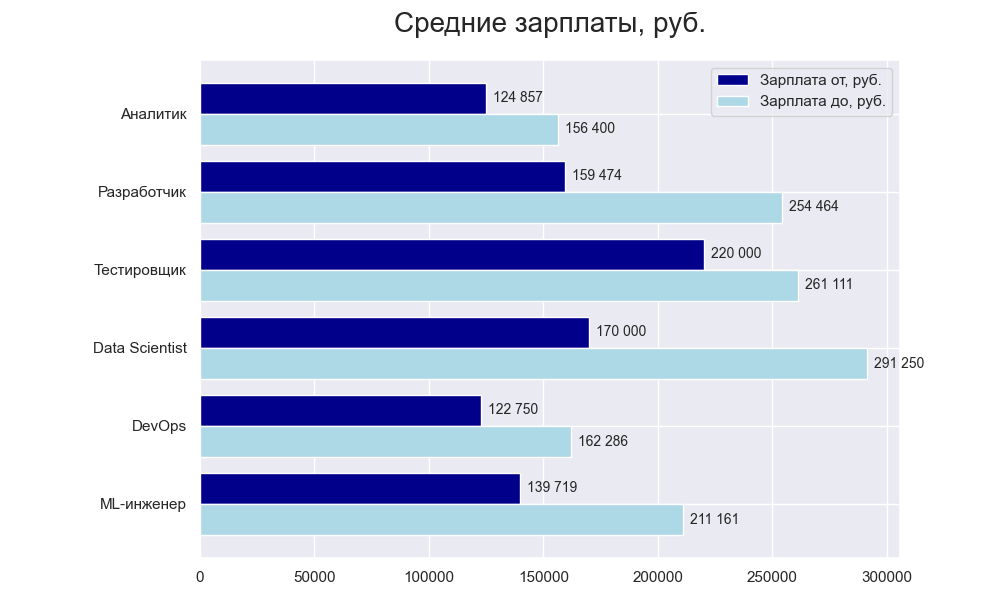 Средние зарплаты, руб.
Зарплата от, руб.
Зарплата до, руб.
Аналитик
124 857
156 400
Разработчик
159 474
254 464
Тестировщик
220 000
261 111
Data Scientist
170 000
291 250
DevOps
122 750
162 286
ML-инженер
139 719
211 161
0 50000 100000 150000 200000 250000 300000